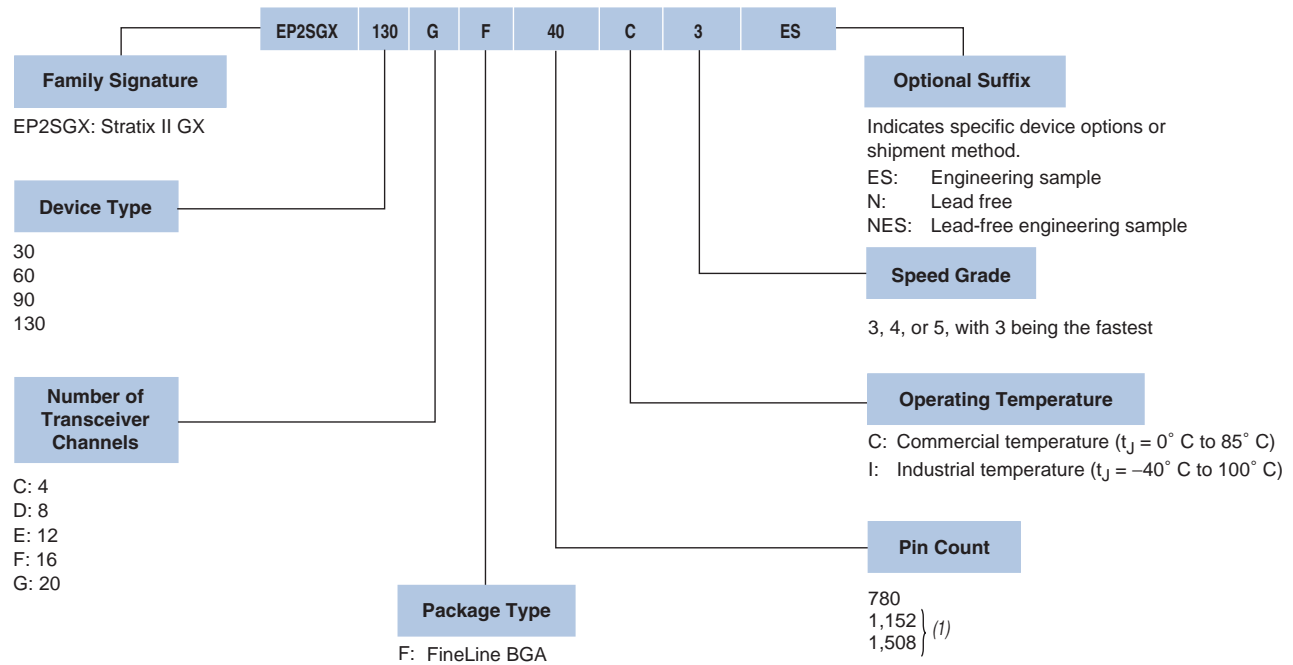 EP2SGX 130 G F 40 C 3 ES
Family Signature
EP2SGX: Stratix II GX
Device Type
30
60
90
130
Number of
Transceiver
Channels
C: 4
D: 8
E: 12
F: 16
G: 20
Package Type
F: FineLine BGA
Optional Suffix
Indicates specific device options or
shipment method.
ES: Engineering sample
N: Lead free
NES: Lead-free engineering sample
Speed Grade
3, 4, or 5, with 3 being the fastest
Operating Temperature
C: Commercial temperature (tJ = 0˚ C to 85˚ C)
I: Industrial temperature (tJ = −40˚ C to 100˚ C)
Pin Count
780
1,152
1,508
(1)